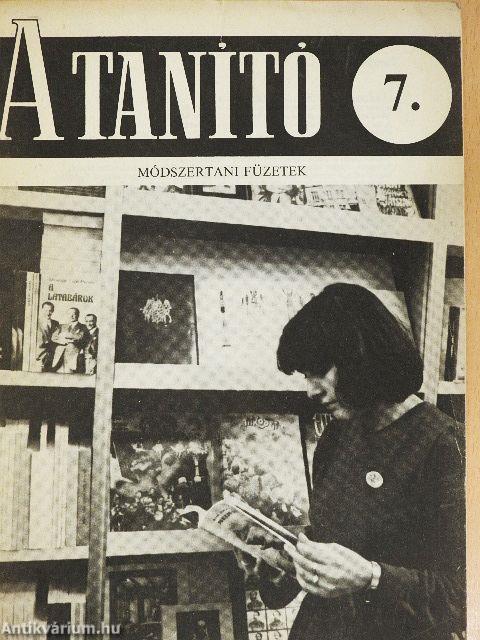 A TANÍTÓ
7.
MÓDSZERTANI FÜZETEK
A
LATABÁROK
Antikvárium.hu